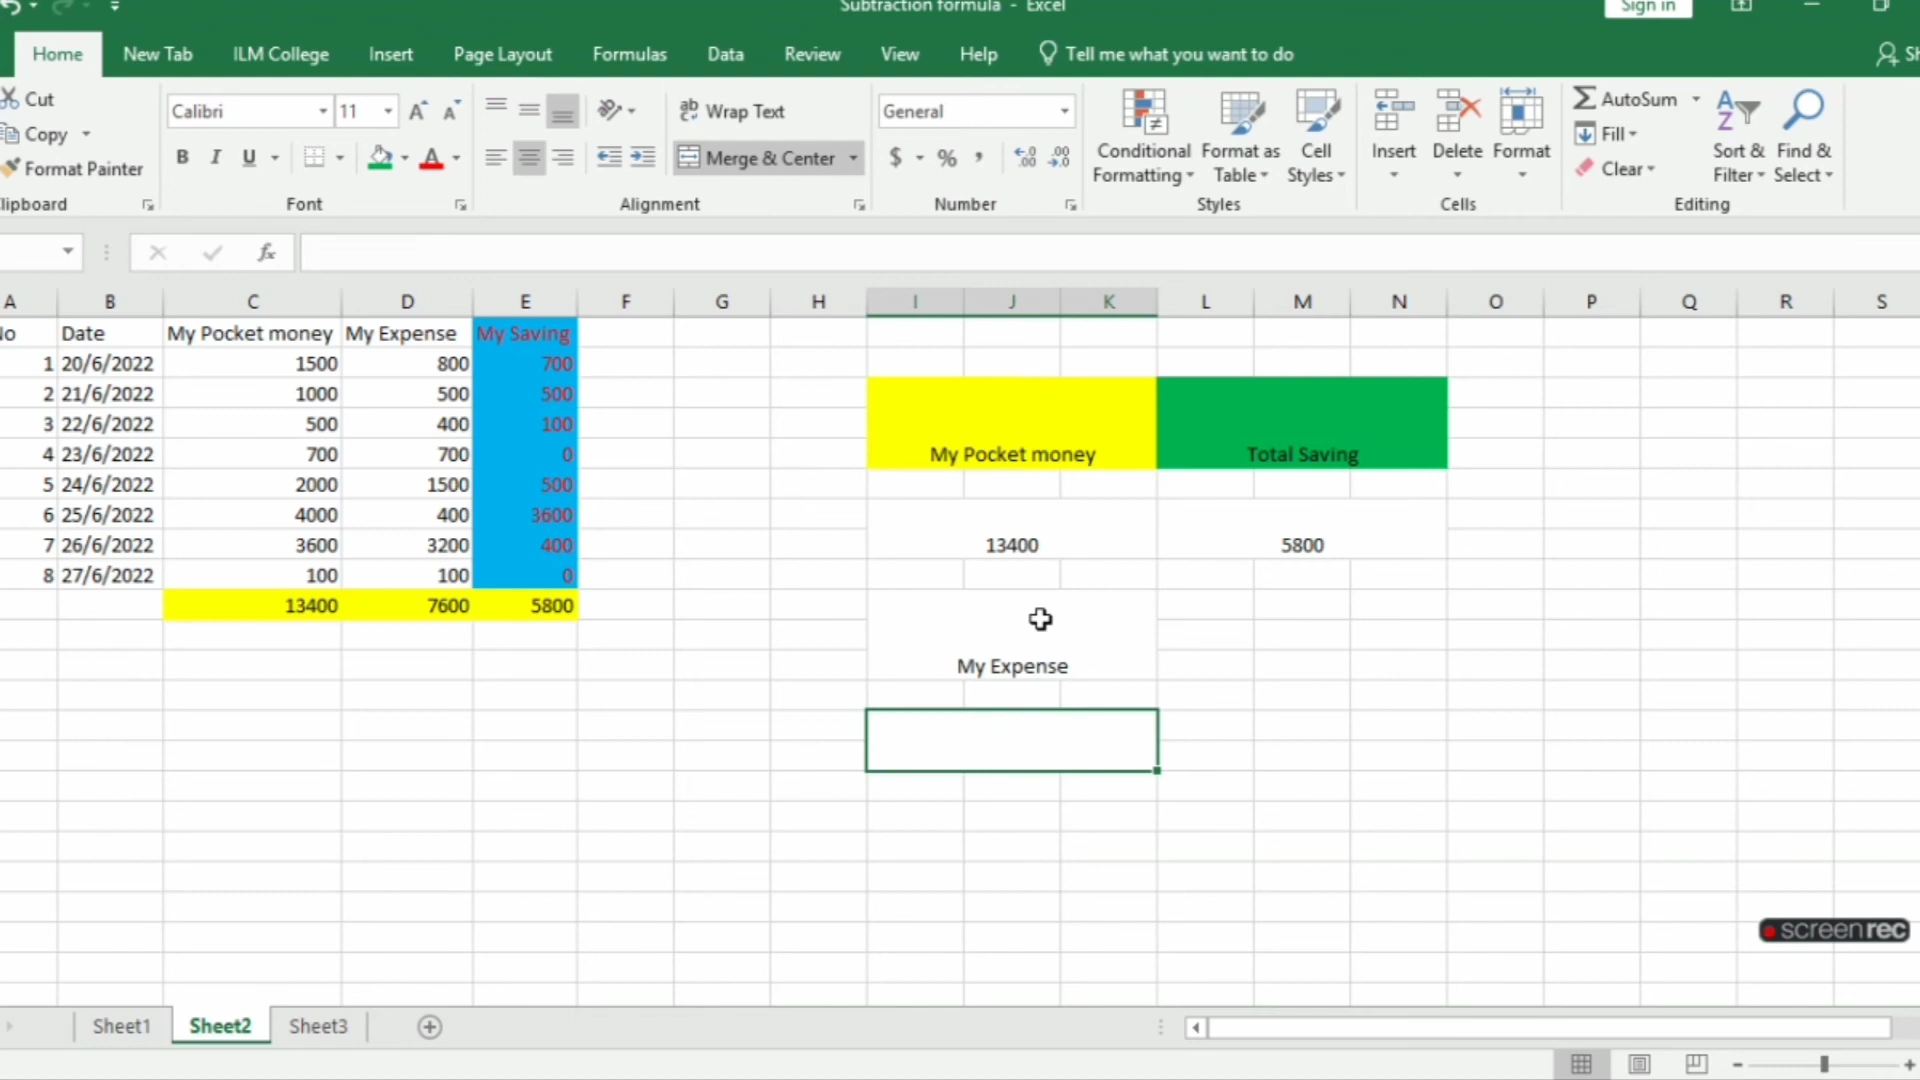 Subtraction formula - Excel
Sign in
Home New Tab ILM College Insert Page Layout Formulas Data Review View Help Tell me what you want to do
Cut
Copy
Format Painter
Calibri 11
B I U
Wrap Text
Merge & Center
General
$ % ,
Conditional Formatting
Format as Table
Cell Styles
Insert
Delete
Format
AutoSum
Fill
Clear
Sort & Filter
Find & Select
Font Alignment Number Styles Cells Editing
fx
A B C D E F G H I J K L M N O P Q R S
Date My Pocket money My Expense My Saving
1 20/6/2022 1500 800 700
2 21/6/2022 1000 500 500
3 22/6/2022 500 400 100
4 23/6/2022 700 700 0
5 24/6/2022 2000 1500 500
6 25/6/2022 4000 400 3600
7 26/6/2022 3600 3200 400
8 27/6/2022 100 100 0
13400 7600 5800
My Pocket money Total Saving
13400 5800
My Expense
screenrec
Sheet1 Sheet2 Sheet3